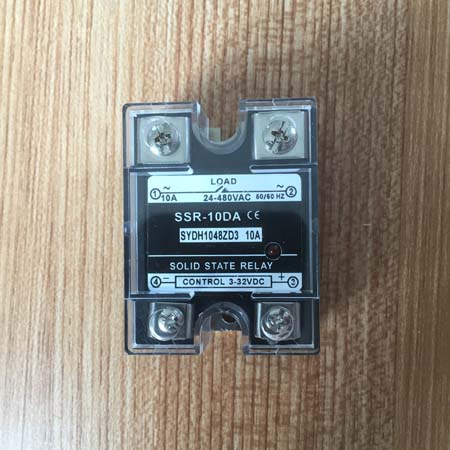 LOAD
① ~ ~ ②
10A 24-480VAC 50/60 HZ
SSR-10DA CE
SYDH1048ZD3 10A
SOLID STATE RELAY
④ - + ③
CONTROL 3-32VDC